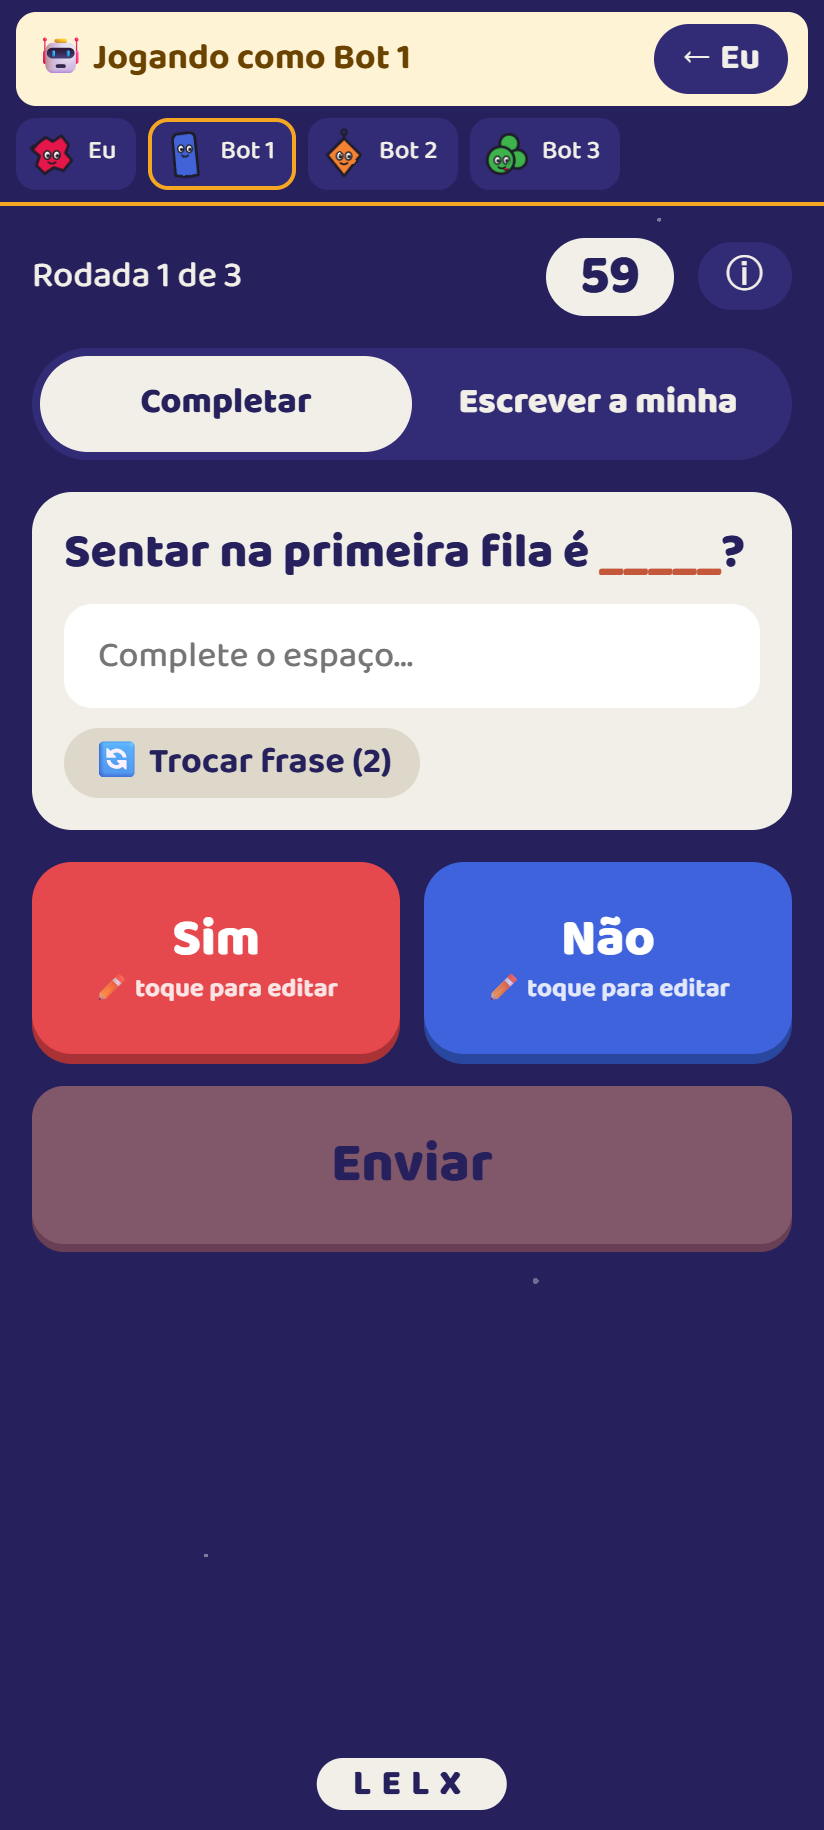 Jogando como Bot 1
← Eu
Eu
Bot 1
Bot 2
Bot 3
Rodada 1 de 3
59
ⓘ
Completar
Escrever a minha
Sentar na primeira fila é _____?
Complete o espaço...
Trocar frase (2)
Sim
toque para editar
Não
toque para editar
Enviar
LELX